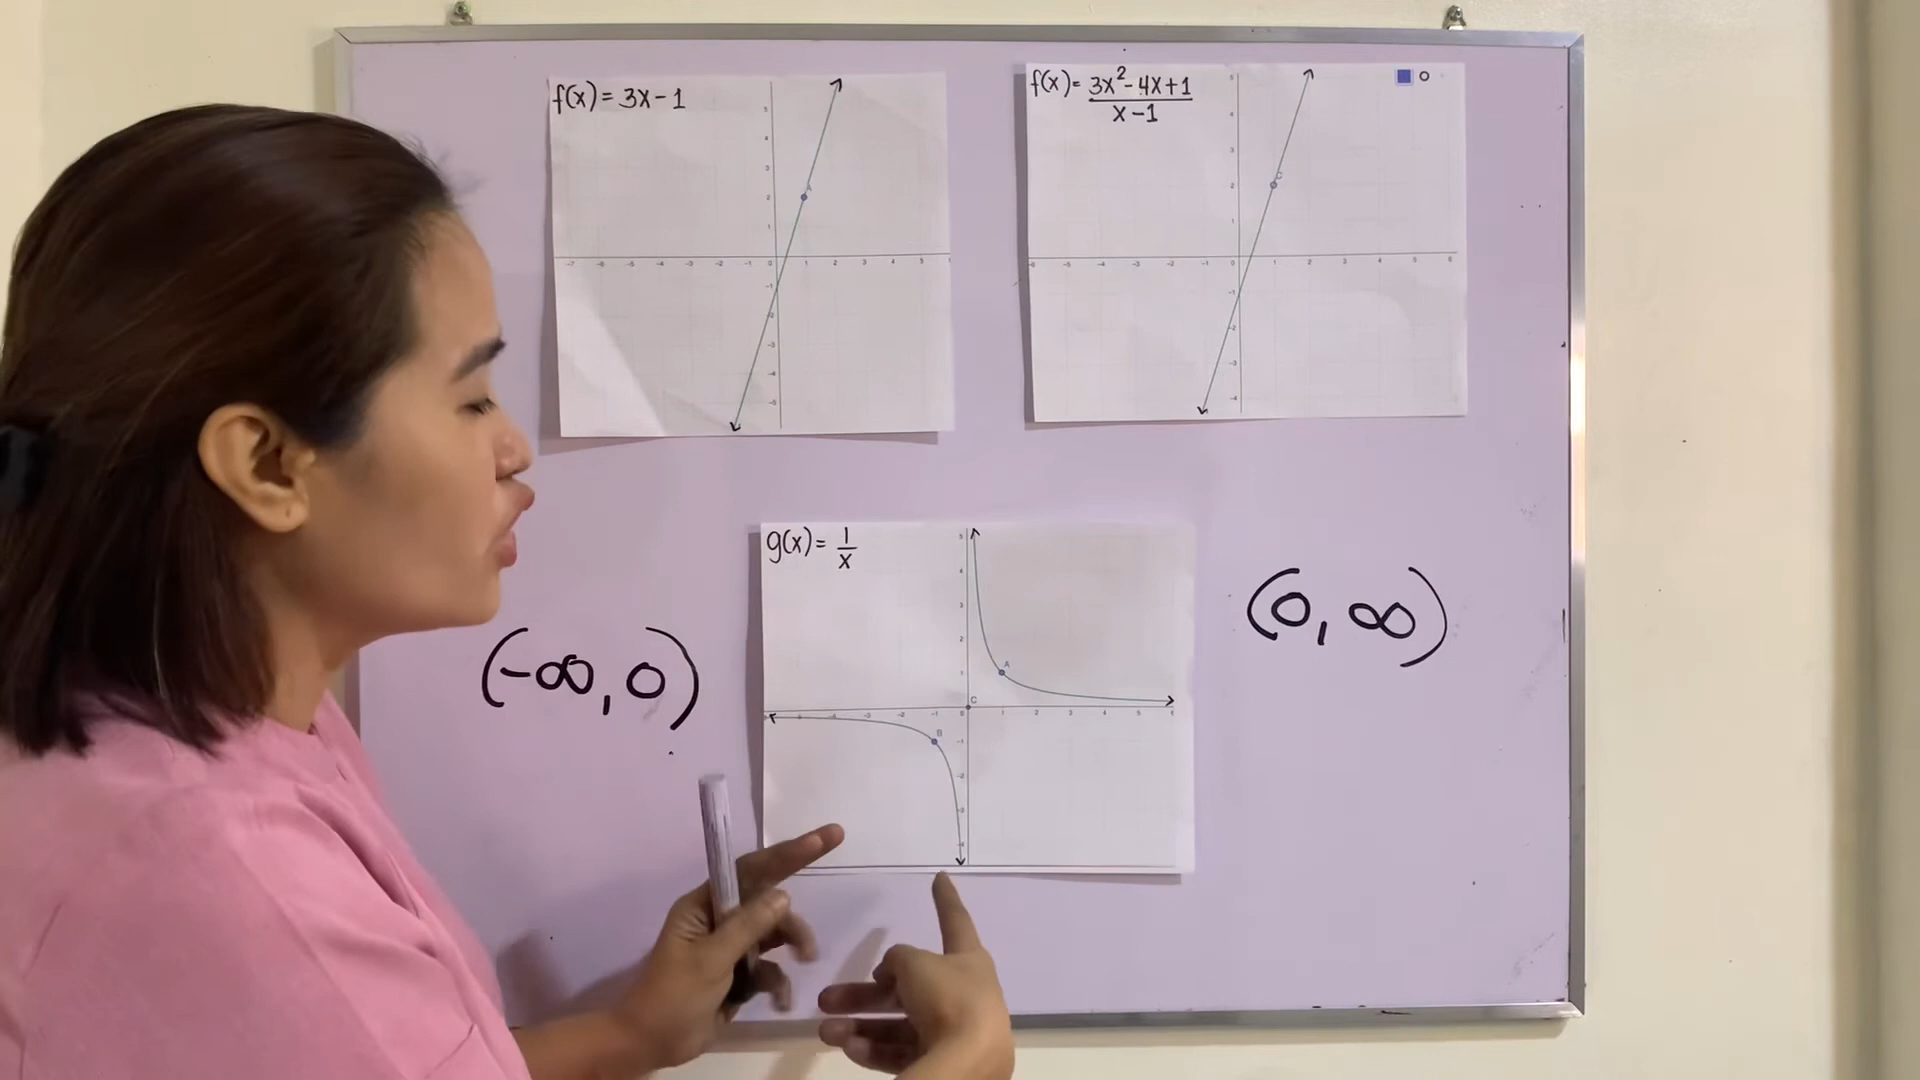 f(x) = 3x - 1
f(x) = 3x² - 4x + 1
x - 1
A
C
g(x) = 1
x
A
C
B
(-∞, 0)
(0, ∞)